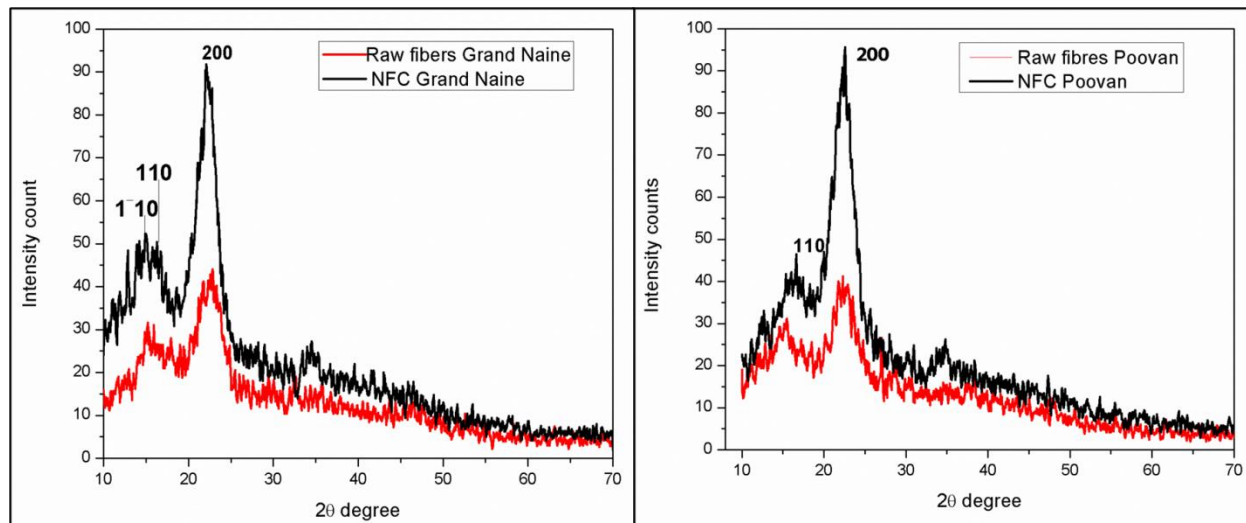 100
90
80
70
60
50
40
30
20
10
0
Intensity count
200
110
1⁻10
Raw fibers Grand Naine
NFC Grand Naine
10 20 30 40 50 60 70
2θ degree
100
90
80
70
60
50
40
30
20
10
0
Intensity counts
200
110
Raw fibres Poovan
NFC Poovan
10 20 30 40 50 60 70
2θ degree